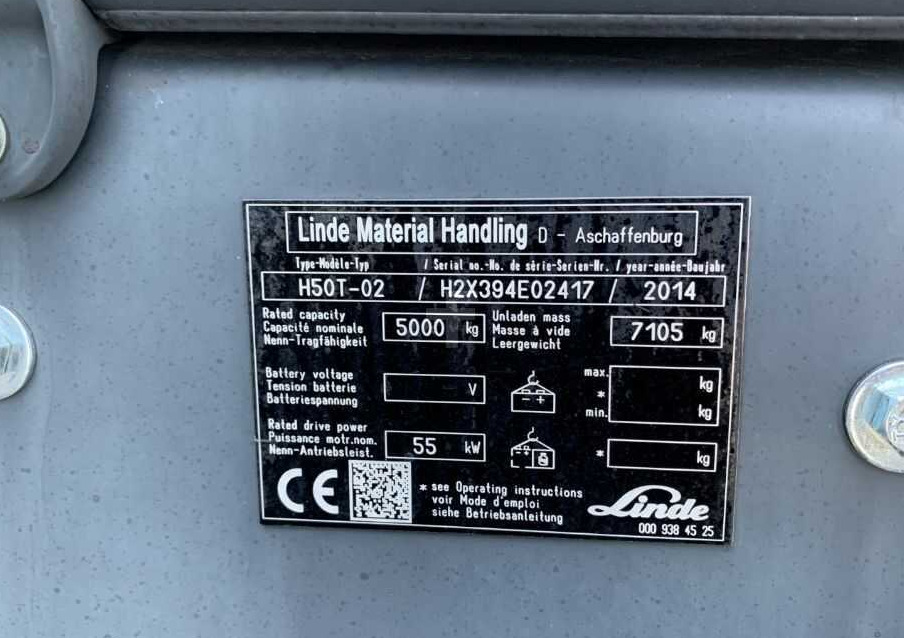 Linde Material Handling D - Aschaffenburg
Type-Modèle-Typ / Serial no.-No. de série-Serien-Nr. / year-année-Baujahr
H50T-02 / H2X394E02417 / 2014
Rated capacity
Capacité nominale
Nenn-Tragfähigkeit
5000 kg
Unladen mass
Masse à vide
Leergewicht
7105 kg
Battery voltage
Tension batterie
Batteriespannung
V
- +
max.
*
min.
kg
kg
Rated drive power
Puissance motr.nom.
Nenn-Antriebsleist.
55 kW
- +
* kg
CE
* see Operating instructions
voir Mode d'emploi
siehe Betriebsanleitung
Linde
000 938 45 25